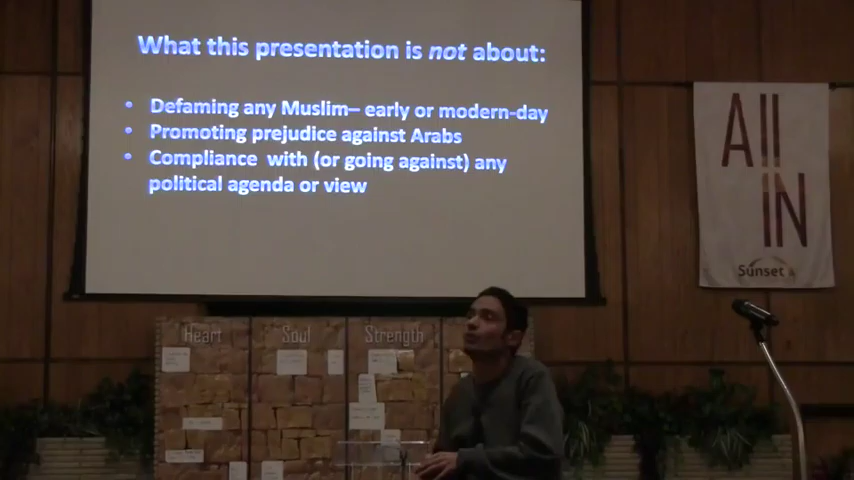 What this presentation is not about:
• Defaming any Muslim– early or modern-day
• Promoting prejudice against Arabs
• Compliance with (or going against) any
political agenda or view
All
IN
Sunset
Heart
Soul
Strength